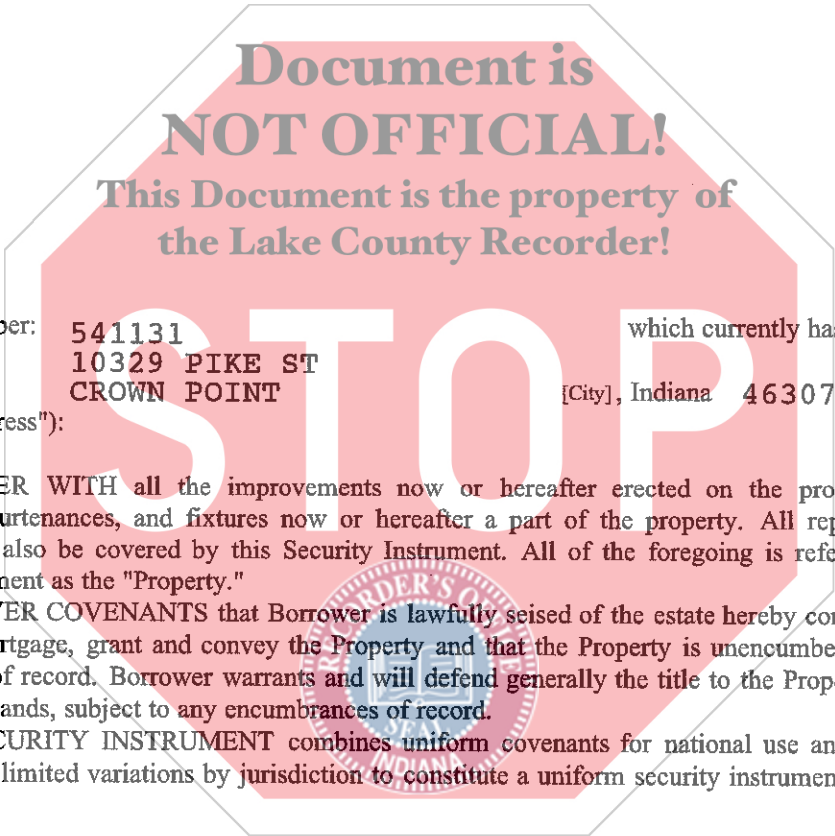 Document is
NOT OFFICIAL!
This Document is the property of
the Lake County Recorder!
STOP
541131 which currently
10329 PIKE ST
CROWN POINT [City], Indiana 46307
WITH all the improvements now or hereafter erected on the
and fixtures now or hereafter a part of the property. All
also be covered by this Security Instrument. All of the foregoing is
as the "Property."
COVENANTS that Borrower is lawfully seised of the estate hereby
grant and convey the Property and that the Property is
of record. Borrower warrants and will defend generally the title to the
subject to any encumbrances of record.
INSTRUMENT combines uniform covenants for national use
limited variations by jurisdiction to constitute a uniform security
RECORDER'S OF THE
SEAL
INDIANA